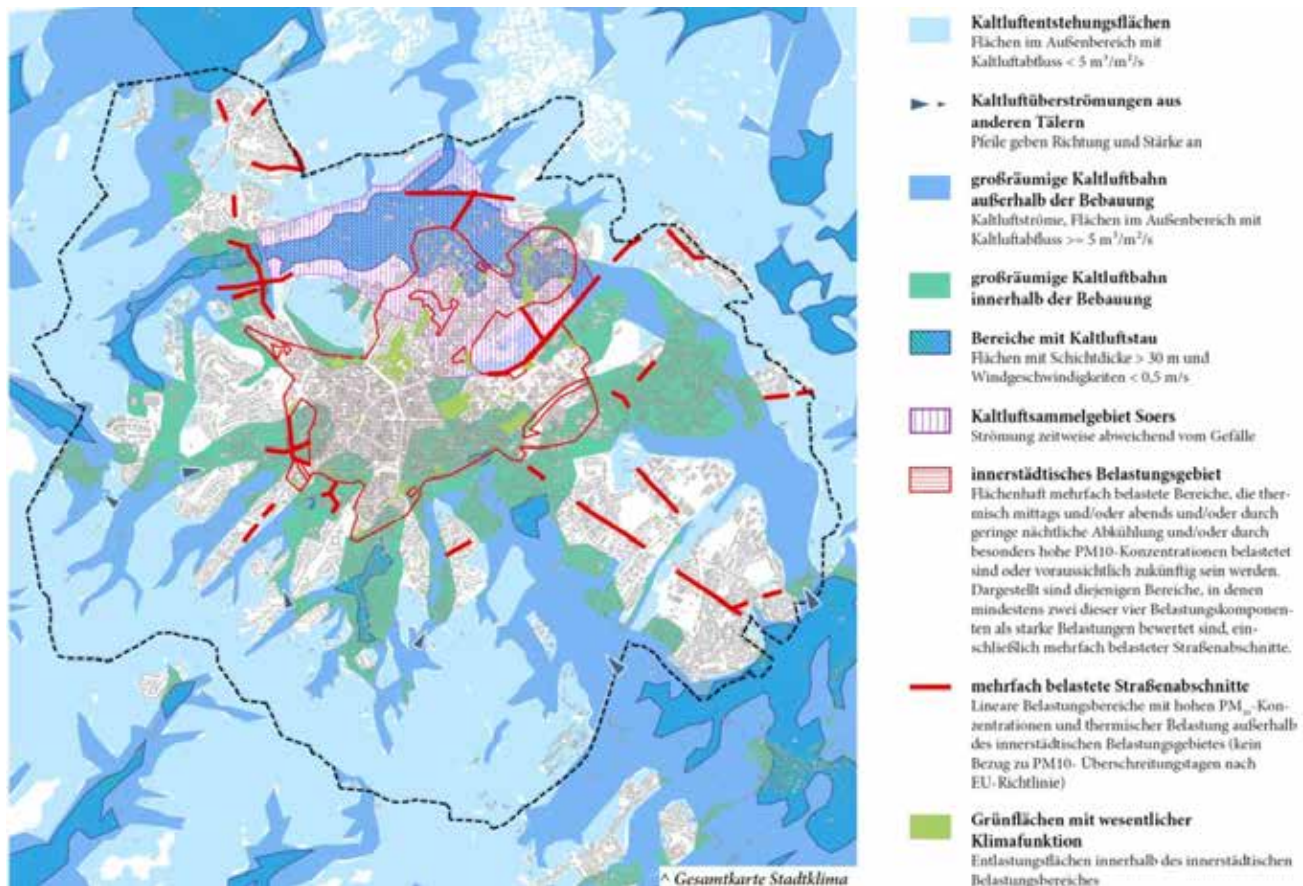 Kaltluftentstehungsflächen
Flächen im Außenbereich mit
Kaltluftabfluss < 5 m³/m²/s
Kaltluftüberströmungen aus
anderen Tälern
Pfeile geben Richtung und Stärke an
großräumige Kaltluftbahn
außerhalb der Bebauung
Kaltluftströme, Flächen im Außenbereich mit
Kaltluftabfluss >= 5 m³/m²/s
großräumige Kaltluftbahn
innerhalb der Bebauung
Bereiche mit Kaltluftstau
Flächen mit Schichtdicke > 30 m und
Windgeschwindigkeiten < 0,5 m/s
Kaltluftsammelgebiet Soers
Strömung zeitweise abweichend vom Gefälle
innerstädtisches Belastungsgebiet
Flächenhaft mehrfach belastete Bereiche, die ther-
misch mittags und/oder abends und/oder durch
geringe nächtliche Abkühlung und/oder durch
besonders hohe PM10-Konzentrationen belastetet
sind oder voraussichtlich zukünftig sein werden.
Dargestellt sind diejenigen Bereiche, in denen
mindestens zwei dieser vier Belastungskomponen-
ten als starke Belastungen bewertet sind, ein-
schließlich mehrfach belasteter Straßenabschnitte.
mehrfach belastete Straßenabschnitte
Lineare Belastungsbereiche mit hohen PM₁₀-Kon-
zentrationen und thermischer Belastung außerhalb
des innerstädtischen Belastungsgebietes (kein
Bezug zu PM10- Überschreitungstagen nach
EU-Richtlinie)
Grünflächen mit wesentlicher
Klimafunktion
Entlastungsflächen innerhalb des innerstädtischen
Belastungsbereiches
^ Gesamtkarte Stadtklima